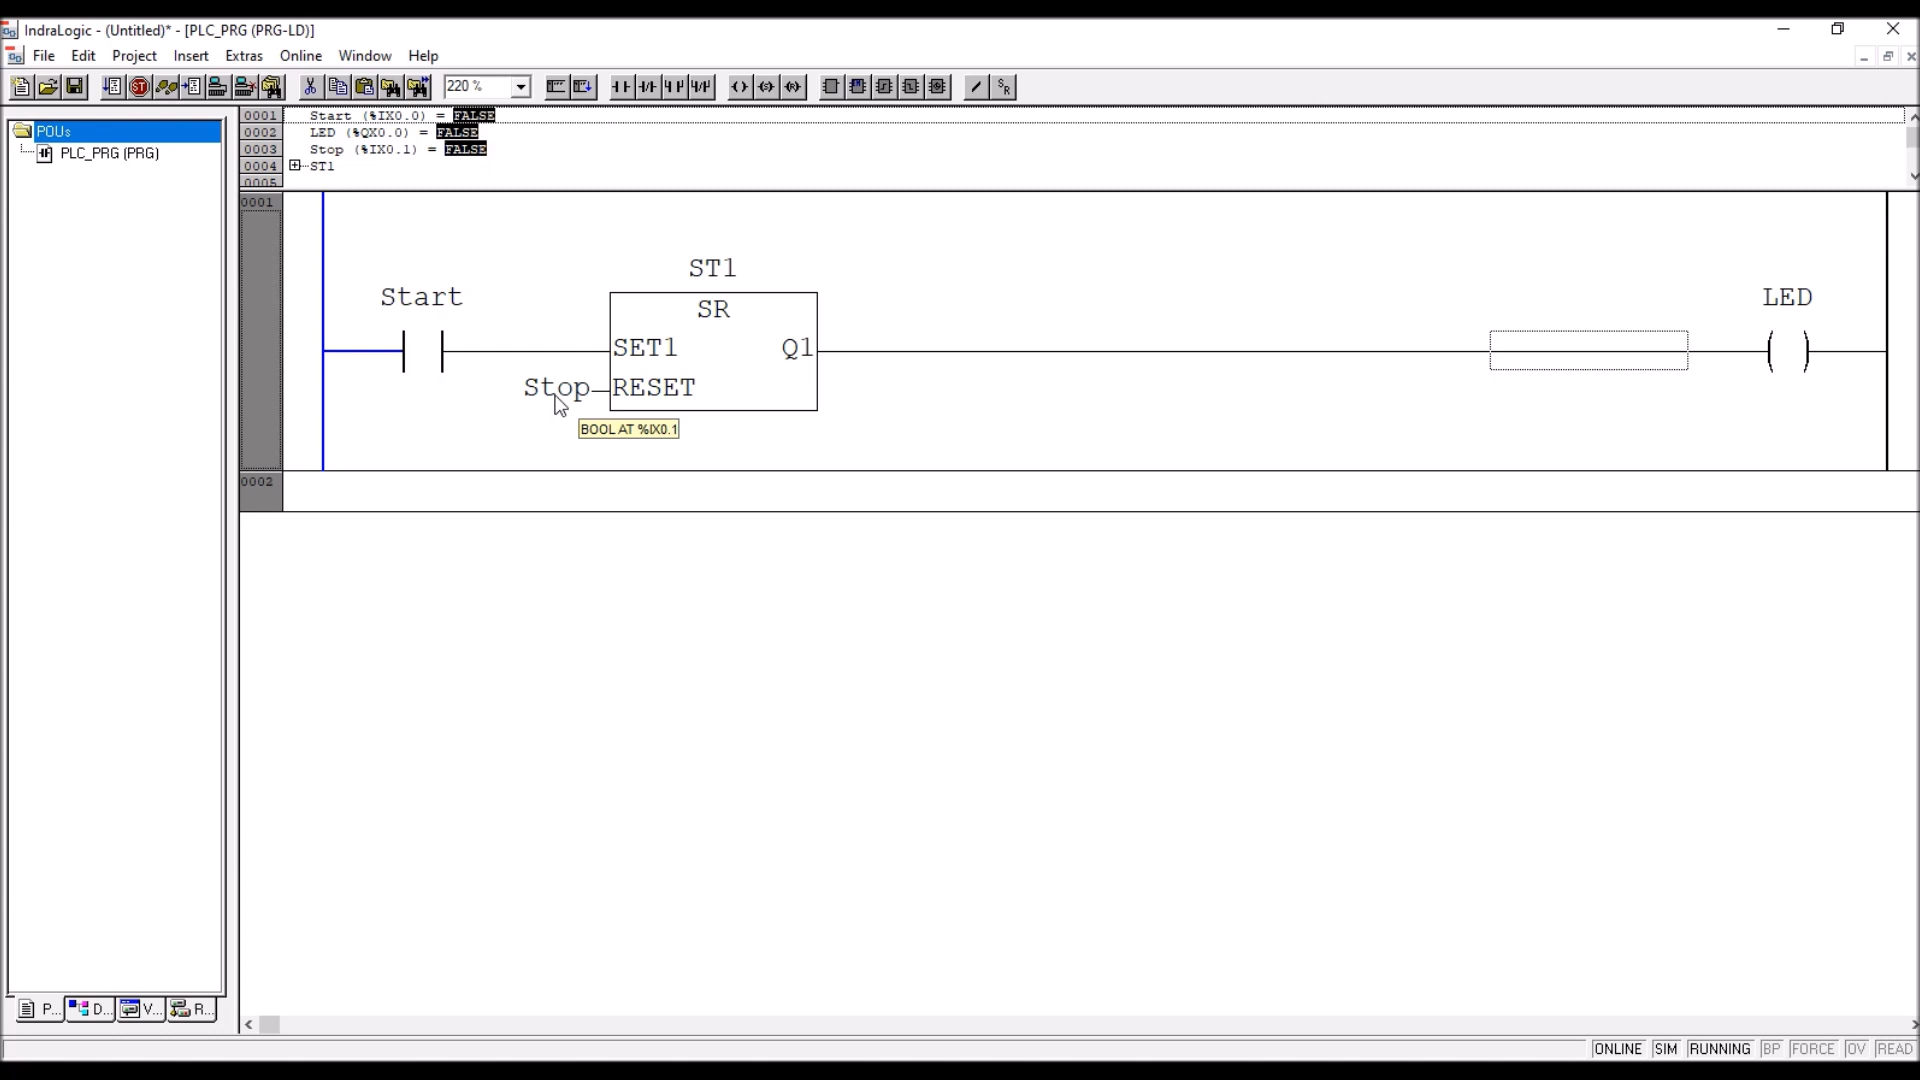 IndraLogic - (Untitled)* - [PLC_PRG (PRG-LD)]
File Edit Project Insert Extras Online Window Help
220 %
POUs
PLC_PRG (PRG)
0001 Start (%IX0.0) = FALSE
0002 LED (%QX0.0) = FALSE
0003 Stop (%IX0.1) = FALSE
0004 ST1
0005
0001
ST1
Start SR LED
SET1 Q1
Stop RESET
BOOL AT %IX0.1
0002
P... D... V... R...
ONLINE SIM RUNNING BP FORCE OV READ